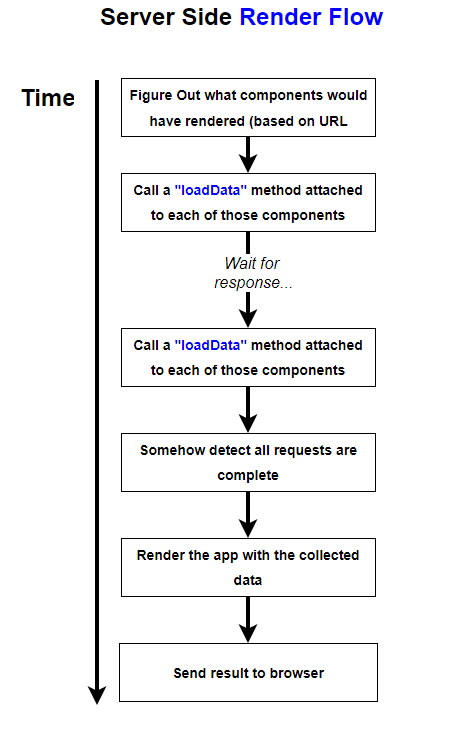 Server Side Render Flow
Time
Figure Out what components would
have rendered (based on URL
Call a "loadData" method attached
to each of those components
Wait for
response...
Call a "loadData" method attached
to each of those components
Somehow detect all requests are
complete
Render the app with the collected
data
Send result to browser